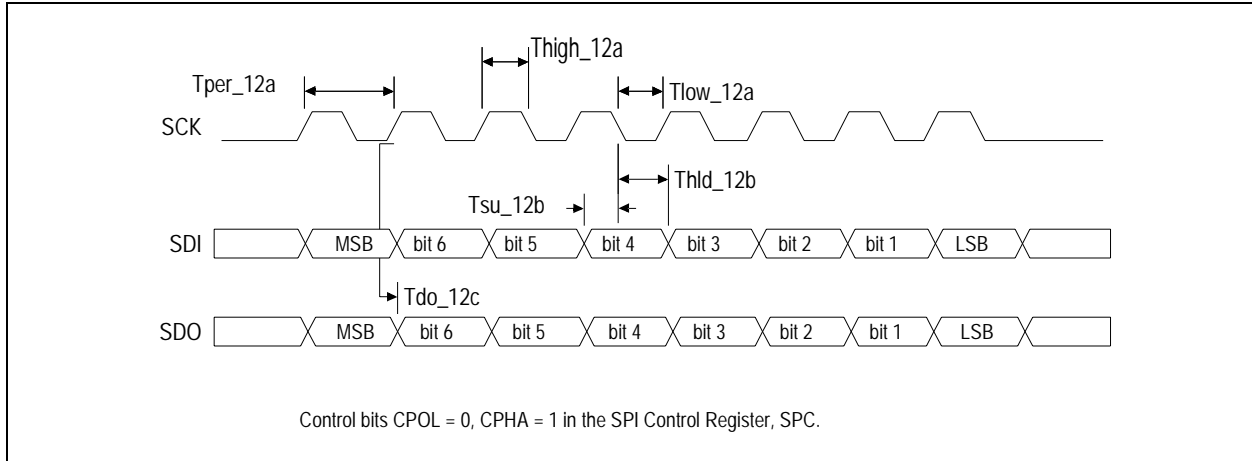 Thigh_12a
Tper_12a
Tlow_12a
SCK
Thld_12b
Tsu_12b
SDI MSB bit 6 bit 5 bit 4 bit 3 bit 2 bit 1 LSB
Tdo_12c
SDO MSB bit 6 bit 5 bit 4 bit 3 bit 2 bit 1 LSB
Control bits CPOL = 0, CPHA = 1 in the SPI Control Register, SPC.